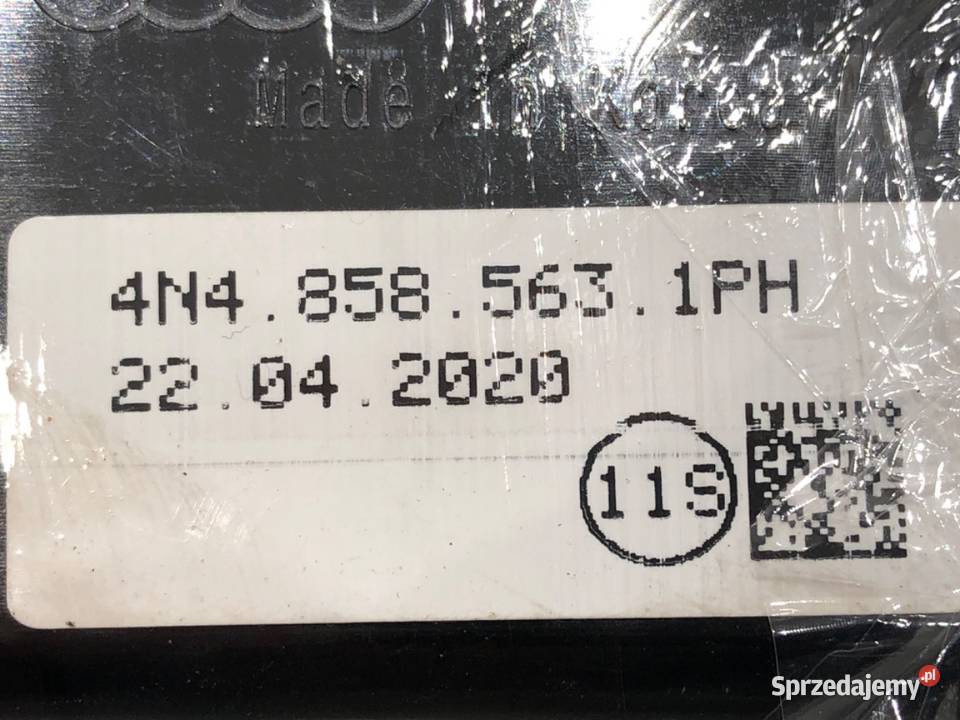 Made in Korea
4N4.858.563.1PH
22.04.2020
11S
Sprzedajemy.pl